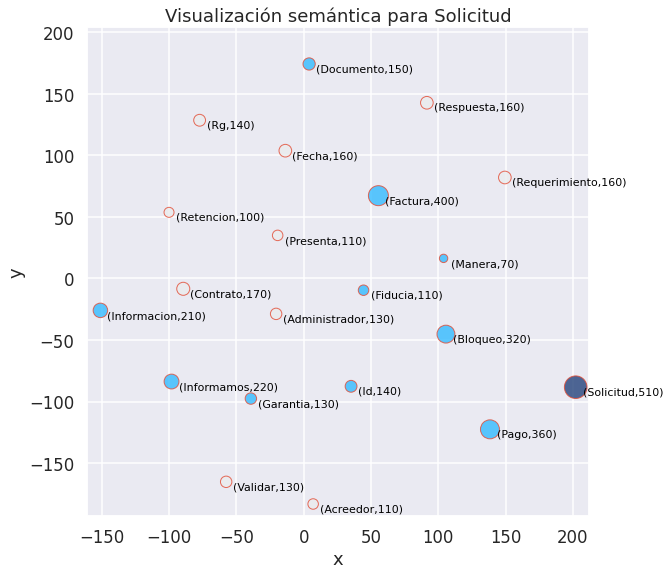 Visualización semántica para Solicitud
200
(Documento,150)
150
(Respuesta,160)
(Rg,140)
(Fecha,160)
100
(Requerimiento,160)
(Factura,400)
50
(Retencion,100)
(Presenta,110)
(Manera,70)
y
0
(Contrato,170)
(Fiducia,110)
(Informacion,210)
(Administrador,130)
−50
(Bloqueo,320)
(Informamos,220)
(Id,140)
(Solicitud,510)
−100
(Garantia,130)
(Pago,360)
−150
(Validar,130)
(Acreedor,110)
−150 −100 −50 0 50 100 150 200
x